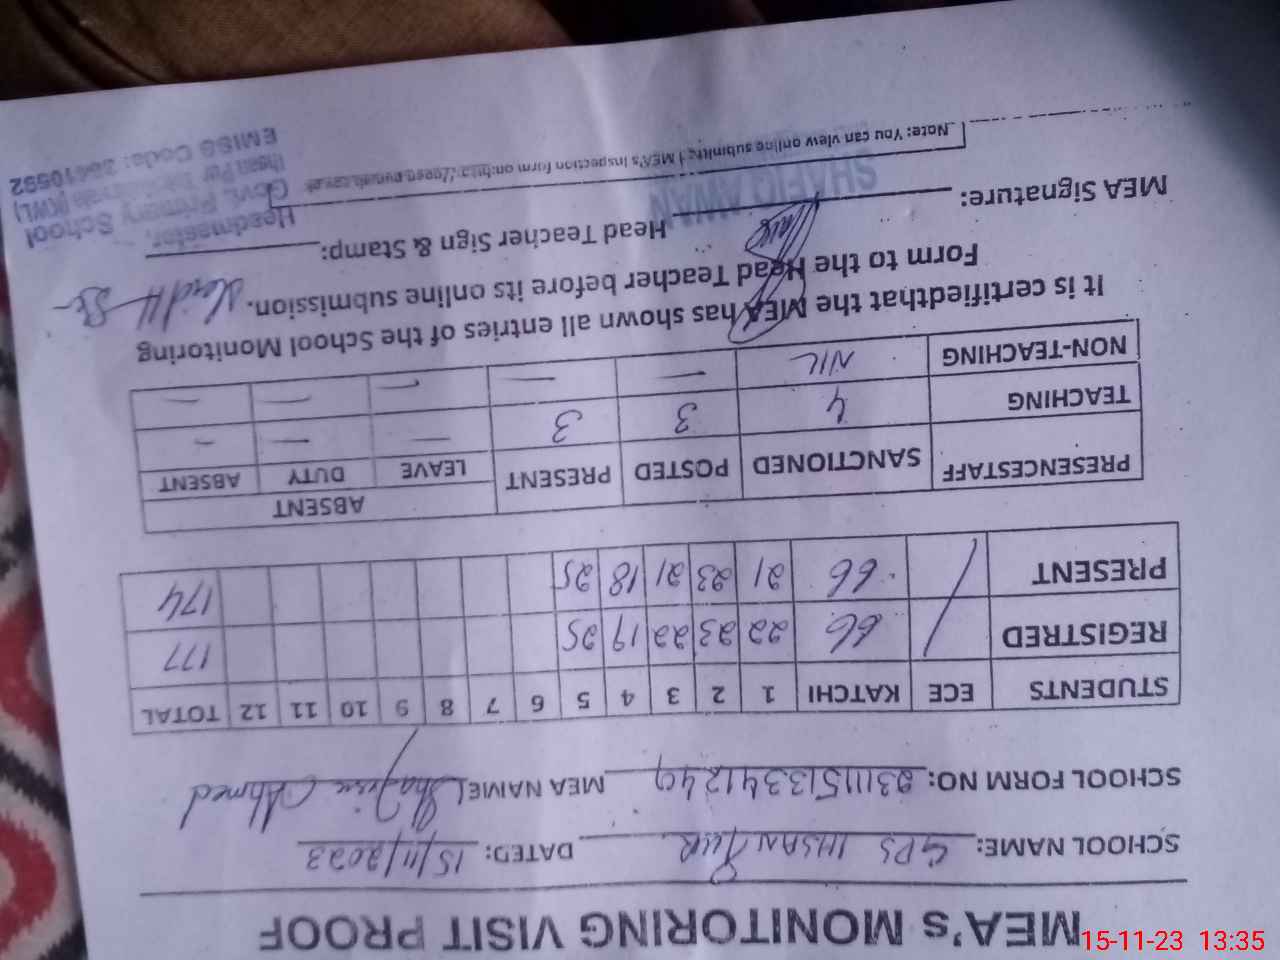 MEA's MONITORING VISIT PROOF
SCHOOL NAME: GPS IHSAN PUR DATED: 15/11/2023
SCHOOL FORM NO: 231115133412 49 MEA NAME: Ahmed
STUDENTS ECE KATCHI 1 2 3 4 5 6 7 8 9 10 11 12 TOTAL
REGISTRED 66 22 23 22 19 25 177
PRESENT 66 21 23 21 18 25 174
PRESENCESTAFF SANCTIONED POSTED PRESENT ABSENT
LEAVE DUTY ABSENT
TEACHING 4 3 3 — — —
NON-TEACHING NIL — — — — —
It is certifiedthat the MEA has shown all entries of the School Monitoring
Form to the Head Teacher before its online submission.
MEA Signature: Head Teacher Sign & Stamp:
SHAFIQ AWAN
Headmaster,
Govt. Primary School
(KWL)
EMISS Code:
Note: You can view online submitted MEA's inspection form on:
15-11-23 13:35